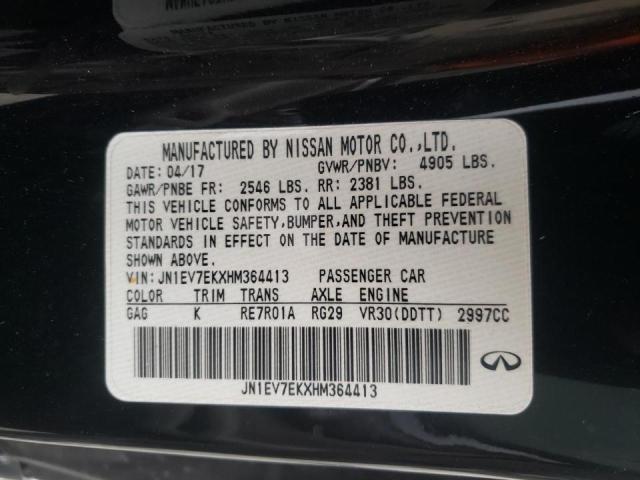 MANUFACTURED BY NISSAN MOTOR CO.,LTD.
DATE: 04/17 GVWR/PNBV: 4905 LBS.
GAWR/PNBE FR: 2546 LBS. RR: 2381 LBS.
THIS VEHICLE CONFORMS TO ALL APPLICABLE FEDERAL
MOTOR VEHICLE SAFETY,BUMPER,AND THEFT PREVENTION
STANDARDS IN EFFECT ON THE DATE OF MANUFACTURE
SHOWN ABOVE.
VIN:JN1EV7EKXHM364413 PASSENGER CAR
COLOR TRIM TRANS AXLE ENGINE
GAG K RE7R01A RG29 VR30(DDTT) 2997CC
JN1EV7EKXHM364413